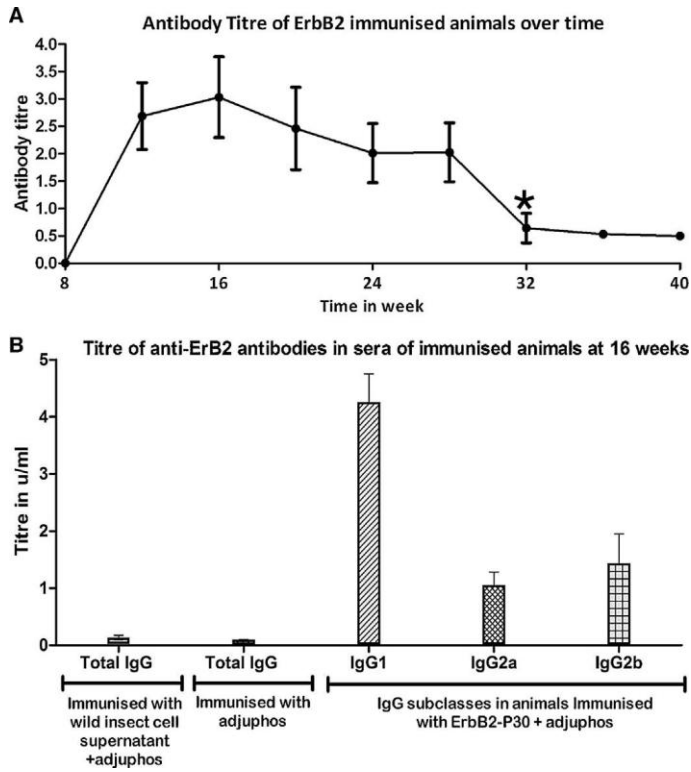 A
Antibody Titre of ErbB2 immunised animals over time
Antibody titre
4.0
3.5
3.0
2.5
2.0
1.5
1.0
0.5
0.0
*
8 16 24 32 40
Time in week
B
Titre of anti-ErB2 antibodies in sera of immunised animals at 16 weeks
Titre in u/ml
5
4
3
2
1
0
Total IgG Total IgG IgG1 IgG2a IgG2b
Immunised with
wild insect cell
supernatant
+adjuphos
Immunised with
adjuphos
IgG subclasses in animals Immunised
with ErbB2-P30 + adjuphos